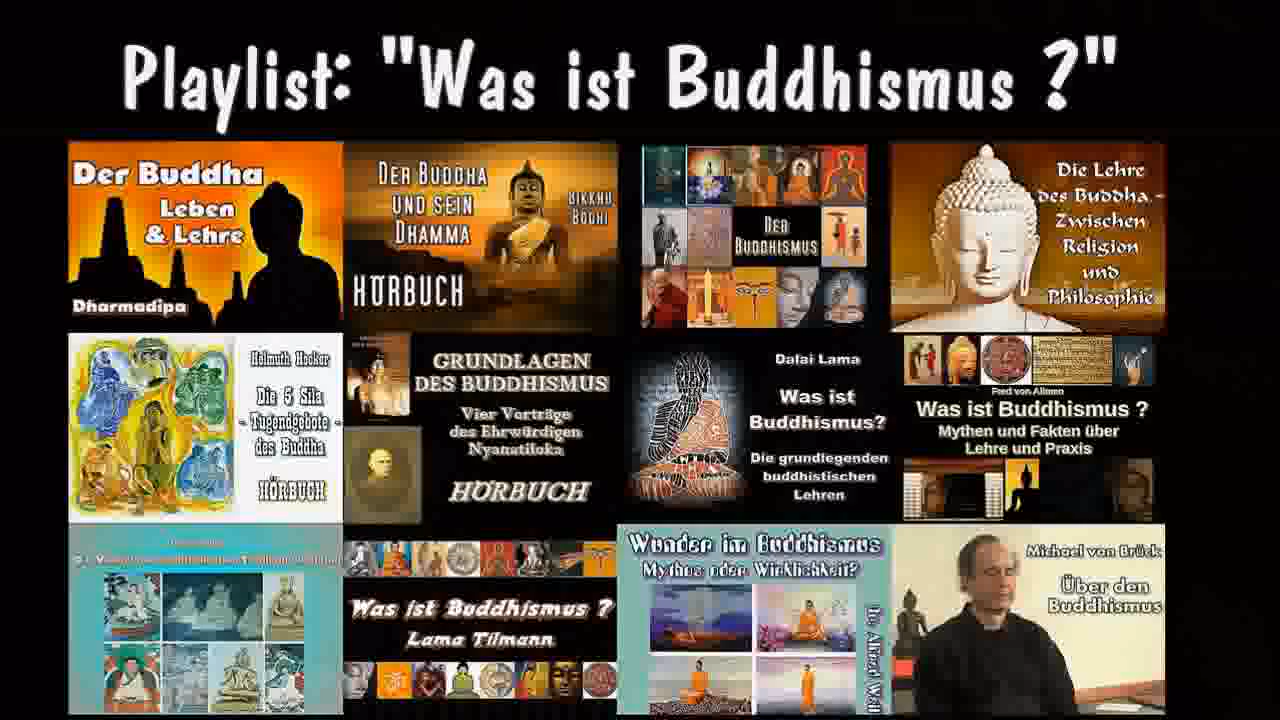 Playlist: "Was ist Buddhismus ?"
Der Buddha
Leben
& Lehre
Dharmadipa
DER BUDDHA
UND SEIN
DHAMMA
BIKKHU
BODHI
HÖRBUCH
DER
BUDDHISMUS
Die Lehre
des Buddha -
Zwischen
Religion
und
Philosophie
Helmuth Hecker
Die 5 Sila
- Tugendgebote -
des Buddha
HÖRBUCH
GRUNDLAGEN
DES BUDDHISMUS
Vier Vorträge
des Ehrwürdigen
Nyanatiloka
HÖRBUCH
Dalai Lama
Was ist
Buddhismus?
Die grundlegenden
buddhistischen
Lehren
Fred von Allmen
Was ist Buddhismus ?
Mythen und Fakten über
Lehre und Praxis
Was ist Buddhismus ?
Lama Tilmann
Wunder im Buddhismus
Mythos oder Wirklichkeit?
Dr. Alfred Weil
Michael von Brück
Über den
Buddhismus